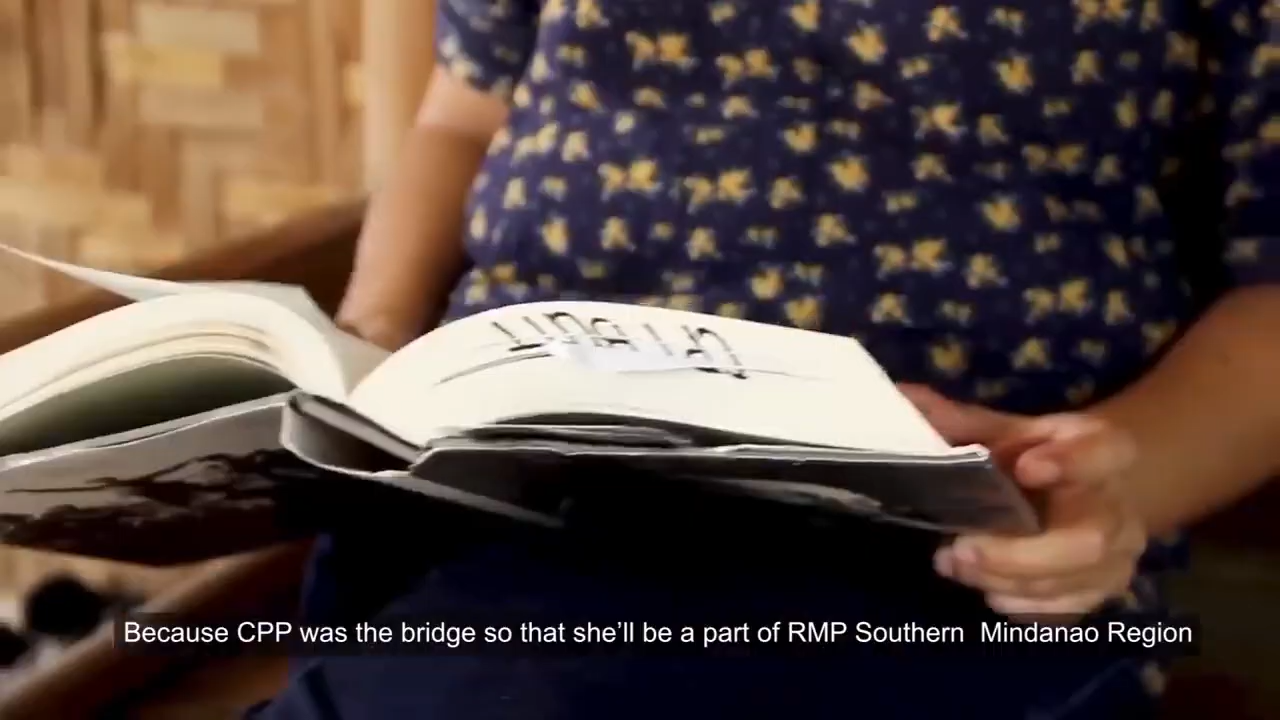 Because CPP was the bridge so that she'll be a part of RMP Southern  Mindanao Region